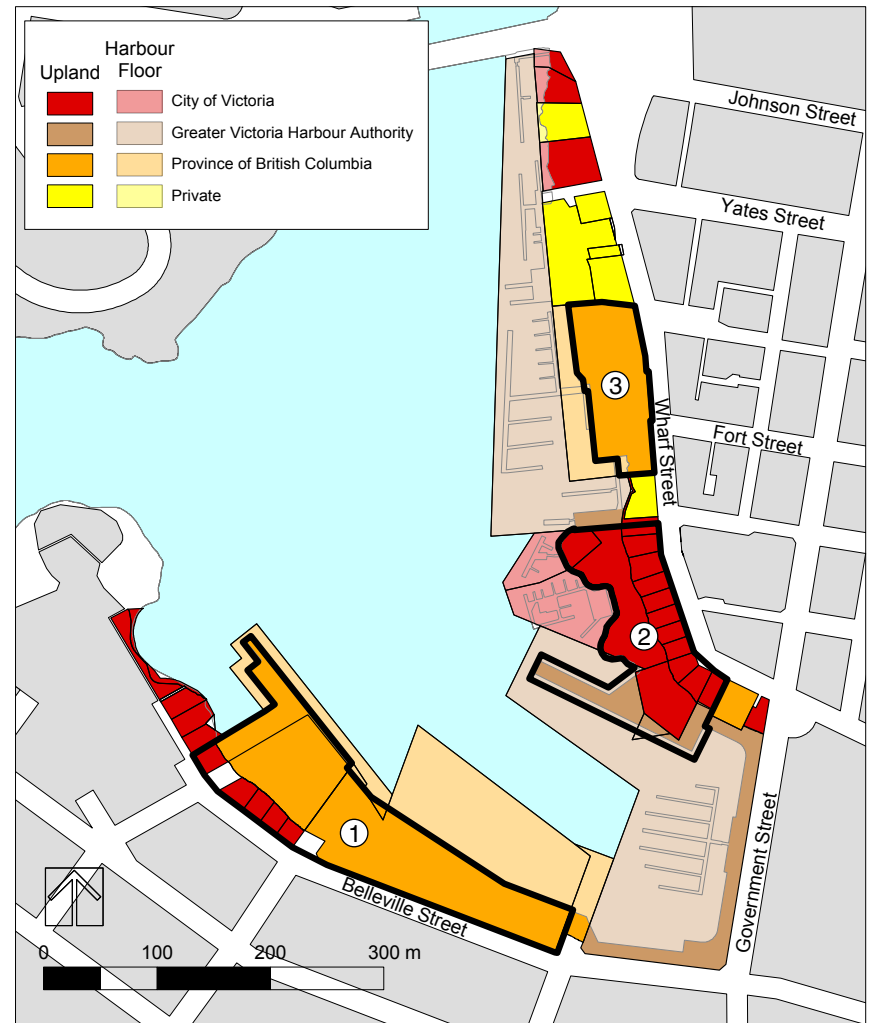 Harbour
Upland Floor
City of Victoria
Greater Victoria Harbour Authority
Province of British Columbia
Private
Johnson Street
Yates Street
3
Wharf Street
Fort Street
2
1
Belleville Street
Government Street
0 100 200 300 m